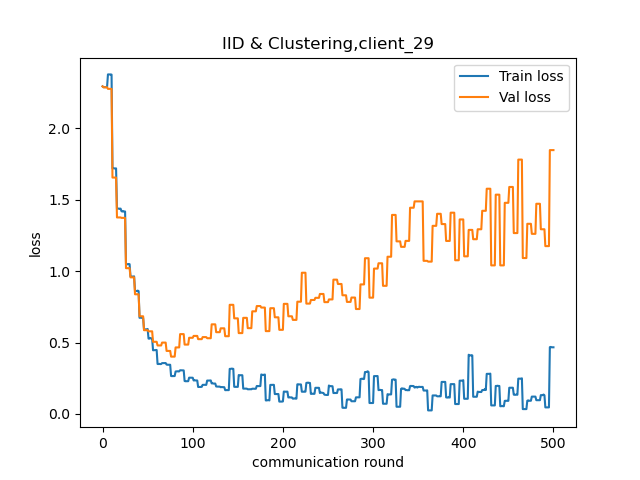 IID & Clustering,client_29
Train loss
Val loss
2.0
1.5
1.0
0.5
0.0
loss
0
100
200
300
400
500
communication round